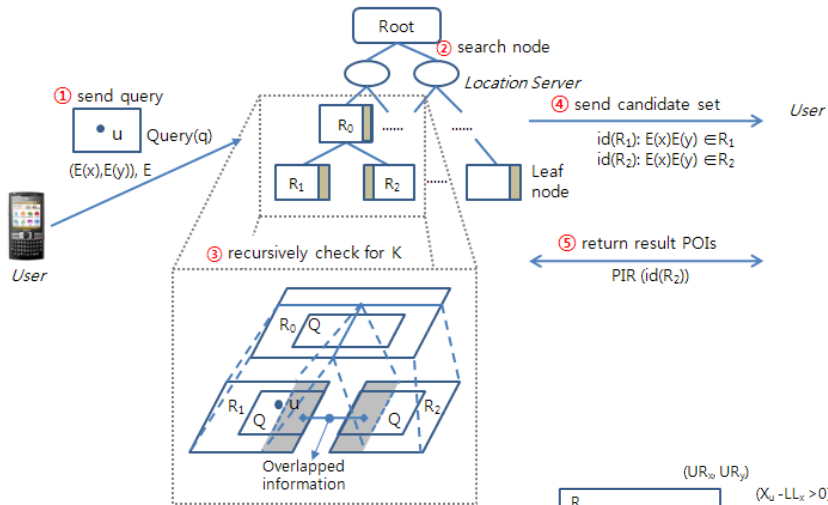 Root
② search node
Location Server
① send query
u
Query(q)
(E(x),E(y)), E
User
R₀
......
......
R₁
R₂
......
Leaf
node
④ send candidate set
User
id(R₁): E(x)E(y) ∈R₁
id(R₂): E(x)E(y) ∈R₂
③ recursively check for K
⑤ return result POIs
PIR (id(R₂))
R₀
Q
R₁
u
Q
Q
R₂
Overlapped
information
(URₓ, URᵧ)
R
(Xᵤ -LLₓ >0)